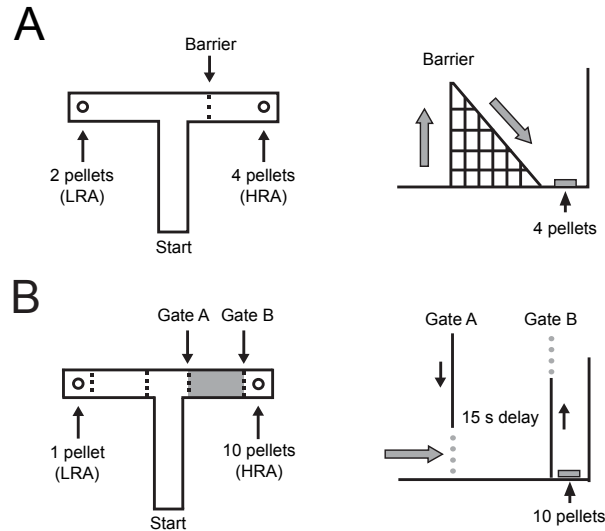 A
Barrier
2 pellets
(LRA)
4 pellets
(HRA)
Start
Barrier
4 pellets
B
Gate A
Gate B
1 pellet
(LRA)
10 pellets
(HRA)
Start
Gate A
Gate B
15 s delay
10 pellets